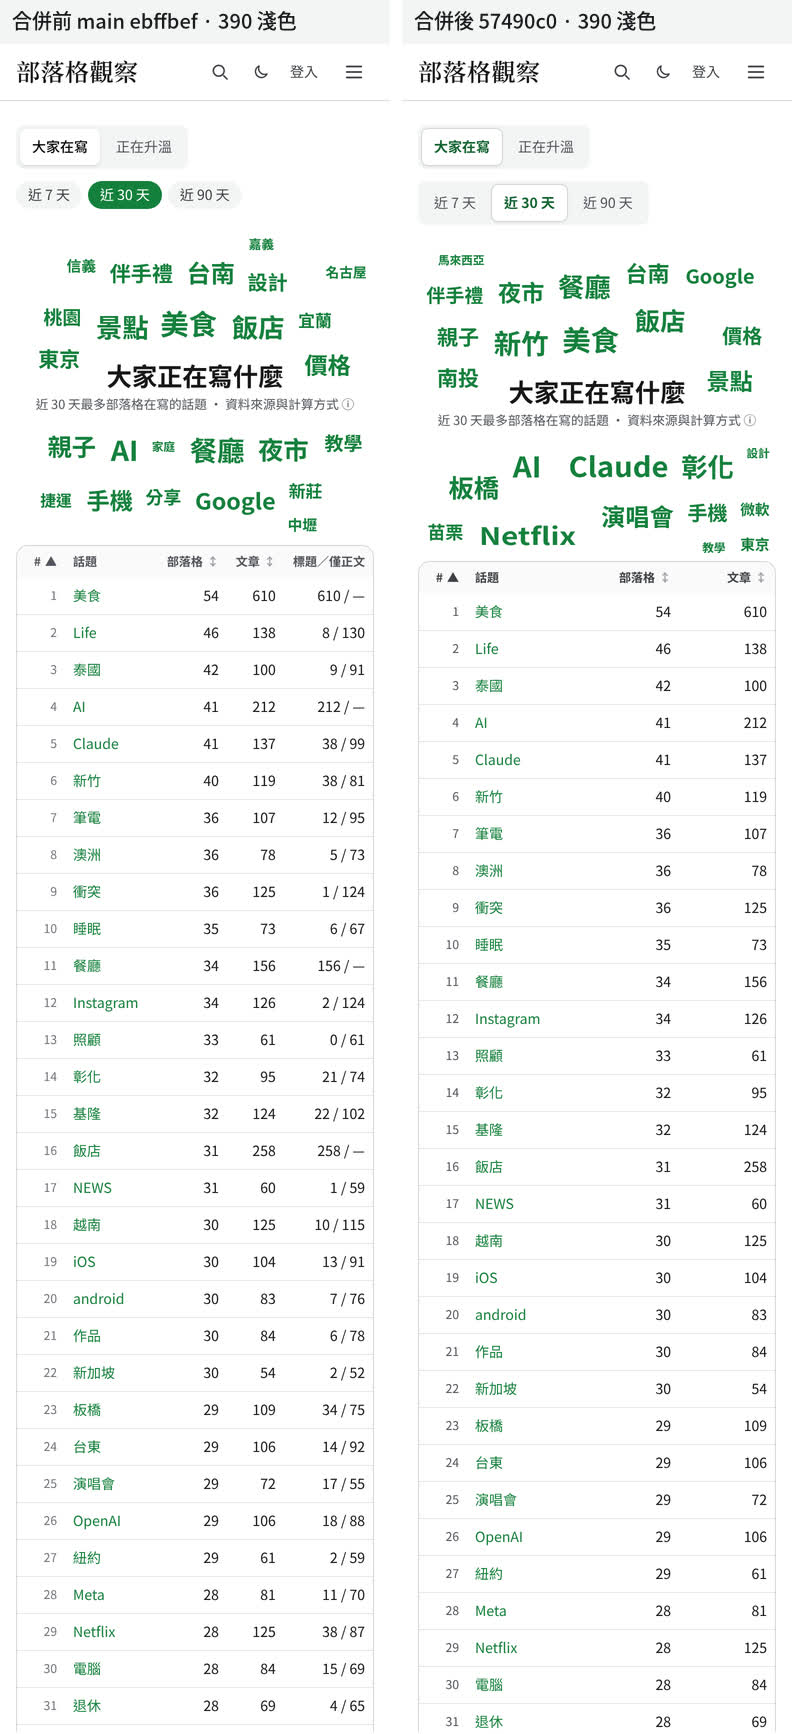 合併前 main ebffbef · 390 淺色
部落格觀察
登入
大家在寫 正在升溫
近 7 天 近 30 天 近 90 天
嘉義
信義 伴手禮 台南 設計 名古屋
桃園 景點 美食 飯店 宜蘭
東京 價格
大家正在寫什麼
近 30 天最多部落格在寫的話題 · 資料來源與計算方式 ⓘ
親子 AI 家庭 餐廳 夜市 教學
捷運 手機 分享 Google 新莊
中壢
# ▲ 話題 部落格 ↕ 文章 ↕ 標題／僅正文
1 美食 54 610 610 / —
2 Life 46 138 8 / 130
3 泰國 42 100 9 / 91
4 AI 41 212 212 / —
5 Claude 41 137 38 / 99
6 新竹 40 119 38 / 81
7 筆電 36 107 12 / 95
8 澳洲 36 78 5 / 73
9 衝突 36 125 1 / 124
10 睡眠 35 73 6 / 67
11 餐廳 34 156 156 / —
12 Instagram 34 126 2 / 124
13 照顧 33 61 0 / 61
14 彰化 32 95 21 / 74
15 基隆 32 124 22 / 102
16 飯店 31 258 258 / —
17 NEWS 31 60 1 / 59
18 越南 30 125 10 / 115
19 iOS 30 104 13 / 91
20 android 30 83 7 / 76
21 作品 30 84 6 / 78
22 新加坡 30 54 2 / 52
23 板橋 29 109 34 / 75
24 台東 29 106 14 / 92
25 演唱會 29 72 17 / 55
26 OpenAI 29 106 18 / 88
27 紐約 29 61 2 / 59
28 Meta 28 81 11 / 70
29 Netflix 28 125 38 / 87
30 電腦 28 84 15 / 69
31 退休 28 69 4 / 65
合併後 57490c0 · 390 淺色
部落格觀察
登入
大家在寫 正在升溫
近 7 天 近 30 天 近 90 天
馬來西亞
伴手禮 夜市 餐廳 台南 Google
親子 新竹 美食 飯店 價格
南投 景點
大家正在寫什麼
近 30 天最多部落格在寫的話題 · 資料來源與計算方式 ⓘ
板橋 AI Claude 彰化 設計
苗栗 Netflix 演唱會 手機 微軟
教學 東京
# ▲ 話題 部落格 ↕ 文章 ↕
1 美食 54 610
2 Life 46 138
3 泰國 42 100
4 AI 41 212
5 Claude 41 137
6 新竹 40 119
7 筆電 36 107
8 澳洲 36 78
9 衝突 36 125
10 睡眠 35 73
11 餐廳 34 156
12 Instagram 34 126
13 照顧 33 61
14 彰化 32 95
15 基隆 32 124
16 飯店 31 258
17 NEWS 31 60
18 越南 30 125
19 iOS 30 104
20 android 30 83
21 作品 30 84
22 新加坡 30 54
23 板橋 29 109
24 台東 29 106
25 演唱會 29 72
26 OpenAI 29 106
27 紐約 29 61
28 Meta 28 81
29 Netflix 28 125
30 電腦 28 84
31 退休 28 69